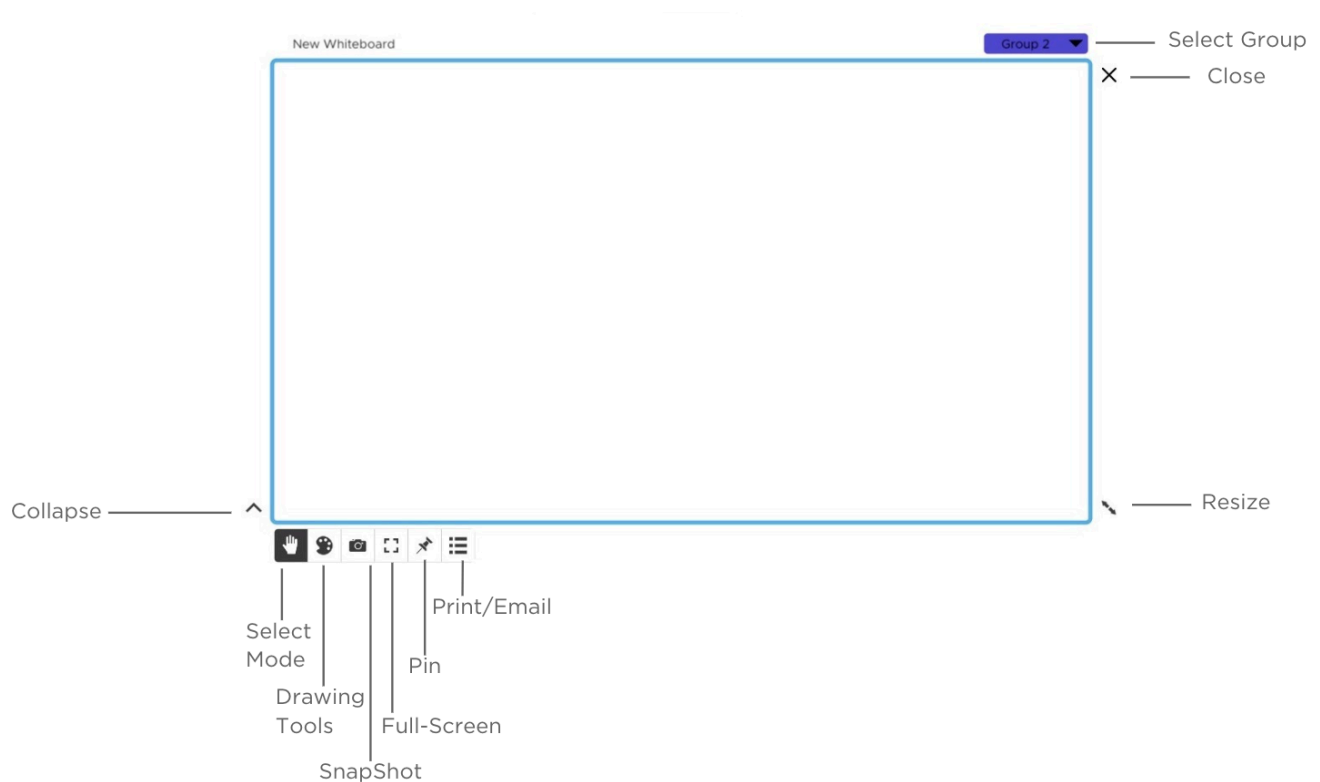 New Whiteboard
Group 2
Select Group
Close
Collapse
Resize
Print/Email
Select
Mode
Pin
Drawing
Tools
Full-Screen
SnapShot